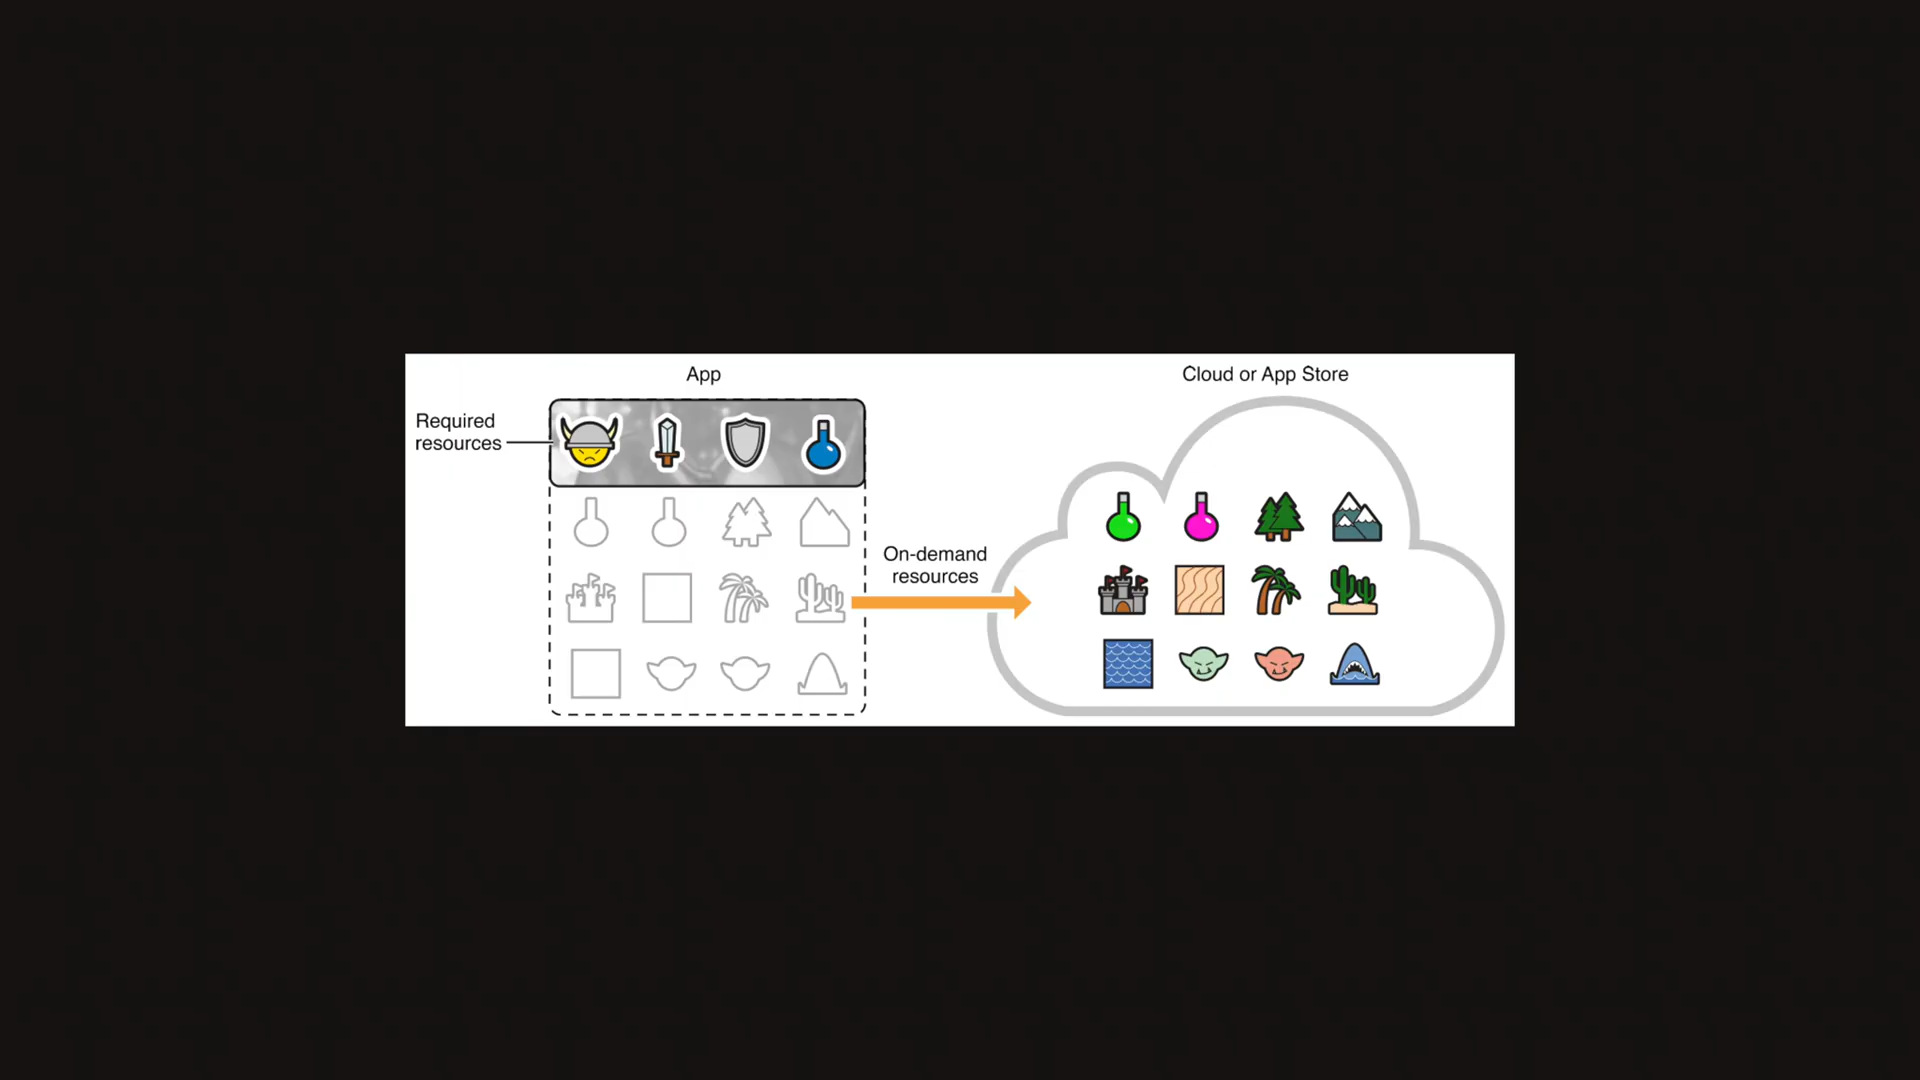 App
Cloud or App Store
Required
resources
On-demand
resources